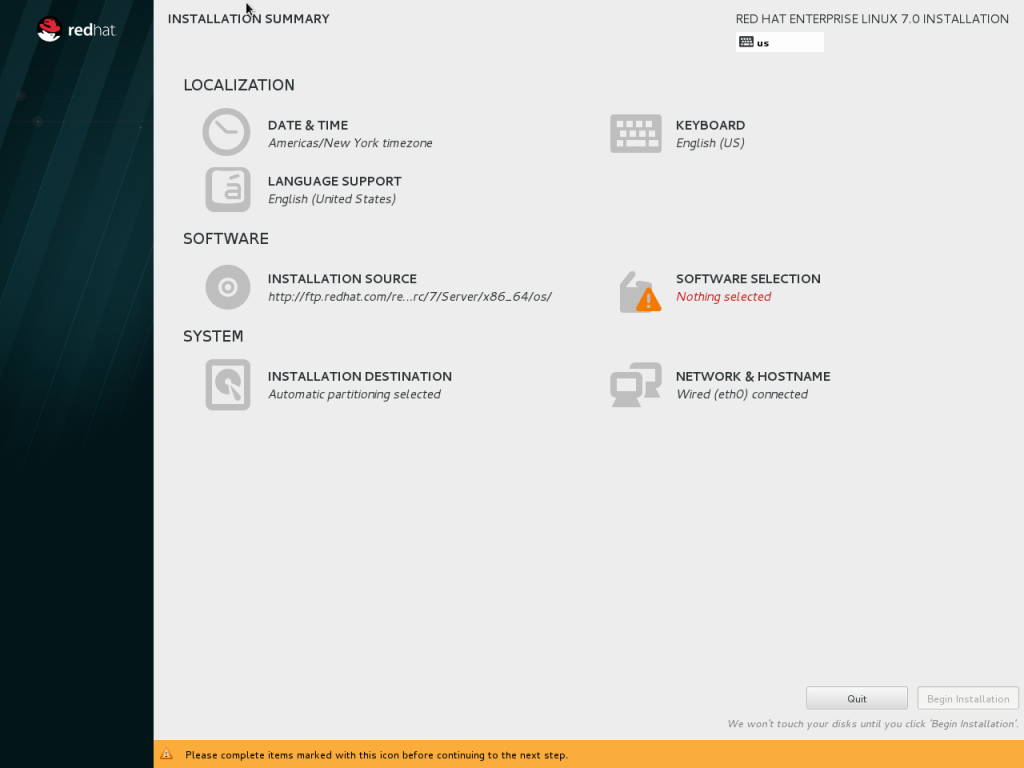 redhat.
INSTALLATION SUMMARY
RED HAT ENTERPRISE LINUX 7.0 INSTALLATION
us
LOCALIZATION
DATE & TIME
Americas/New York timezone
KEYBOARD
English (US)
á
LANGUAGE SUPPORT
English (United States)
SOFTWARE
INSTALLATION SOURCE
http://ftp.redhat.com/re...rc/7/Server/x86_64/os/
SOFTWARE SELECTION
Nothing selected
SYSTEM
INSTALLATION DESTINATION
Automatic partitioning selected
NETWORK & HOSTNAME
Wired (eth0) connected
Quit
Begin Installation
We won't touch your disks until you click 'Begin Installation'.
Please complete items marked with this icon before continuing to the next step.